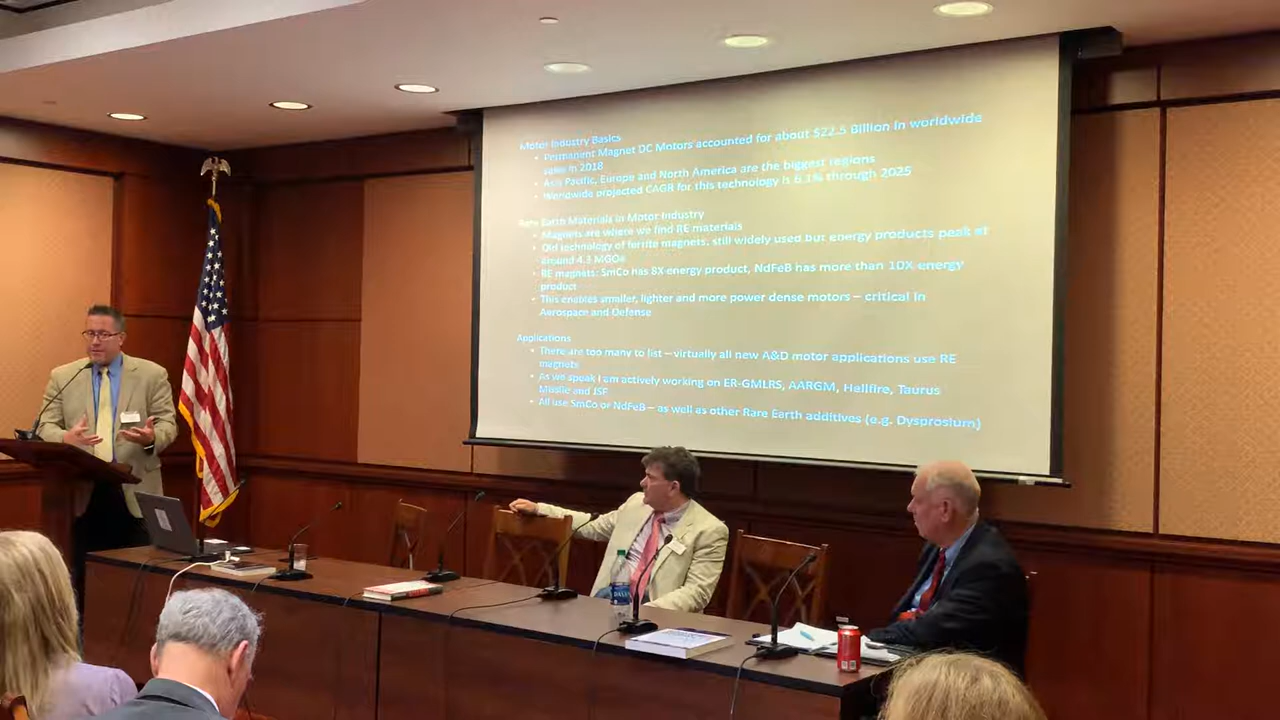 Motor Industry Basics
• Permanent Magnet DC Motors accounted for about $22.5 Billion in worldwide
sales in 2018
• Asia Pacific, Europe and North America are the biggest regions
• Worldwide projected CAGR for this technology is 6.1% through 2025
Rare Earth Materials in Motor Industry
• Magnets are where we find RE materials
• Old technology of ferrite magnets, still widely used but energy products peak at
around 4.3 MGOe
• RE magnets: SmCo has 8X energy product, NdFeB has more than 10X energy
product
• This enables smaller, lighter and more power dense motors – critical in
Aerospace and Defense
Applications
• There are too many to list – virtually all new A&D motor applications use RE
magnets
• As we speak I am actively working on ER-GMLRS, AARGM, Hellfire, Taurus
Missile and JSF
• All use SmCo or NdFeB – as well as other Rare Earth additives (e.g. Dysprosium)